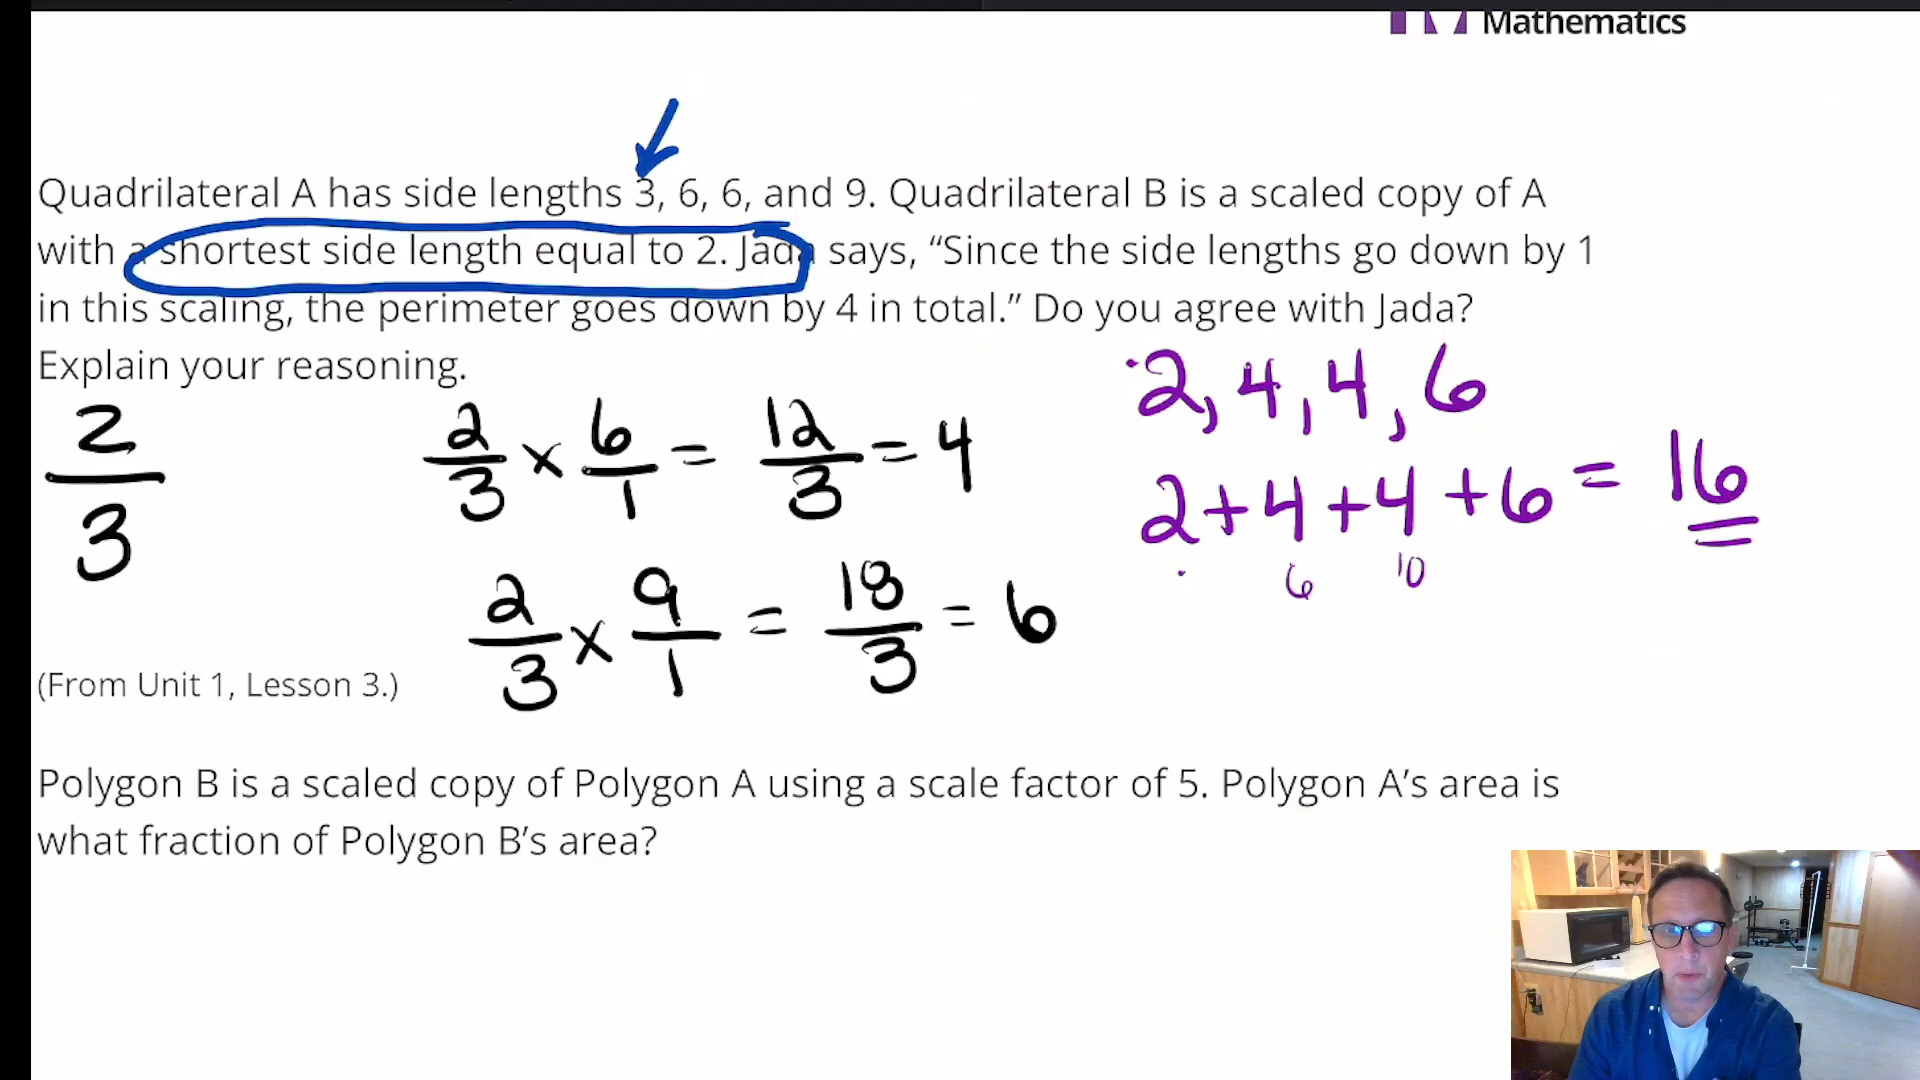 Mathematics
Quadrilateral A has side lengths 3, 6, 6, and 9. Quadrilateral B is a scaled copy of A
with a shortest side length equal to 2. Jada says, “Since the side lengths go down by 1
in this scaling, the perimeter goes down by 4 in total.” Do you agree with Jada?
Explain your reasoning.
2/3
2/3 × 6/1 = 12/3 = 4
2/3 × 9/1 = 18/3 = 6
2, 4, 4, 6
2+4+4+6 = 16
6 10
(From Unit 1, Lesson 3.)
Polygon B is a scaled copy of Polygon A using a scale factor of 5. Polygon A’s area is
what fraction of Polygon B’s area?